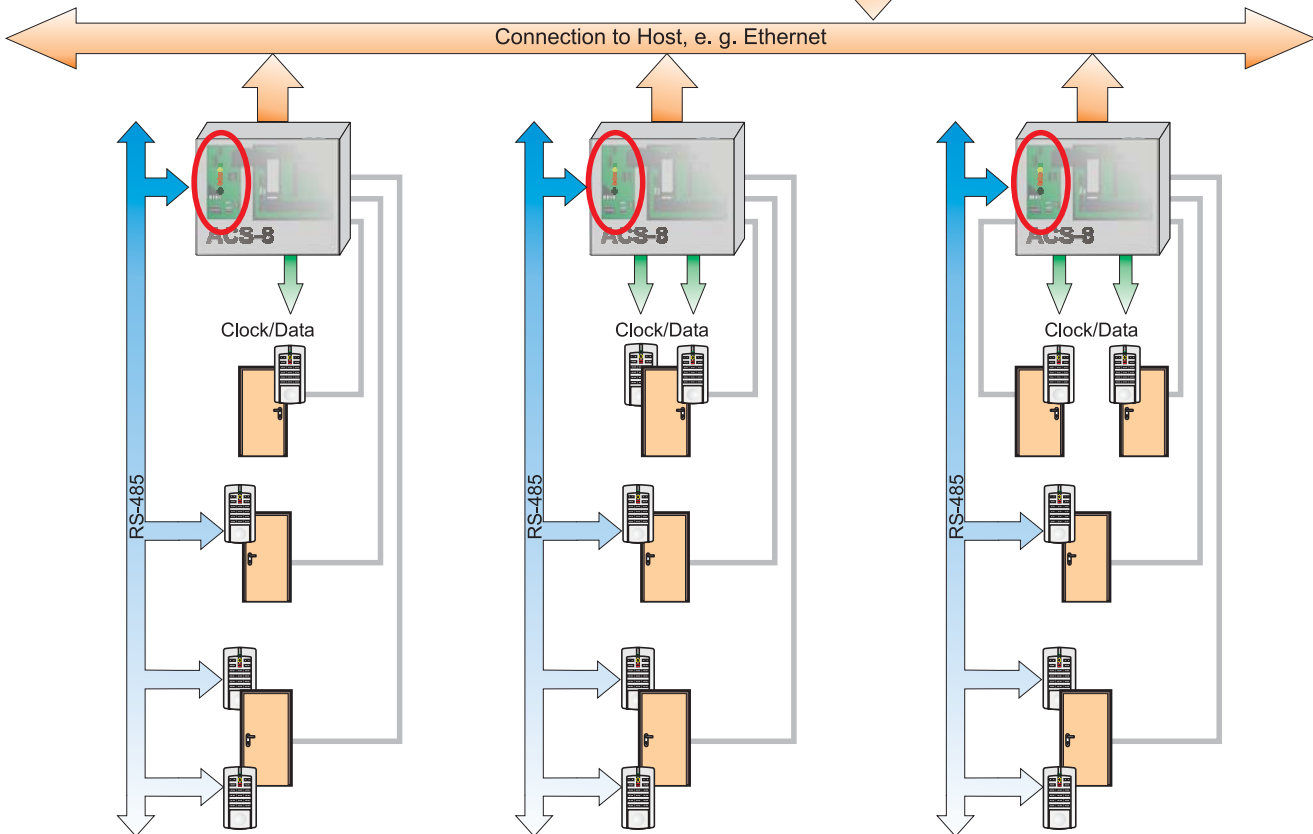 Connection to Host, e. g. Ethernet
ACS-8
ACS-8
ACS-8
Clock/Data
Clock/Data
Clock/Data
RS-485
RS-485
RS-485